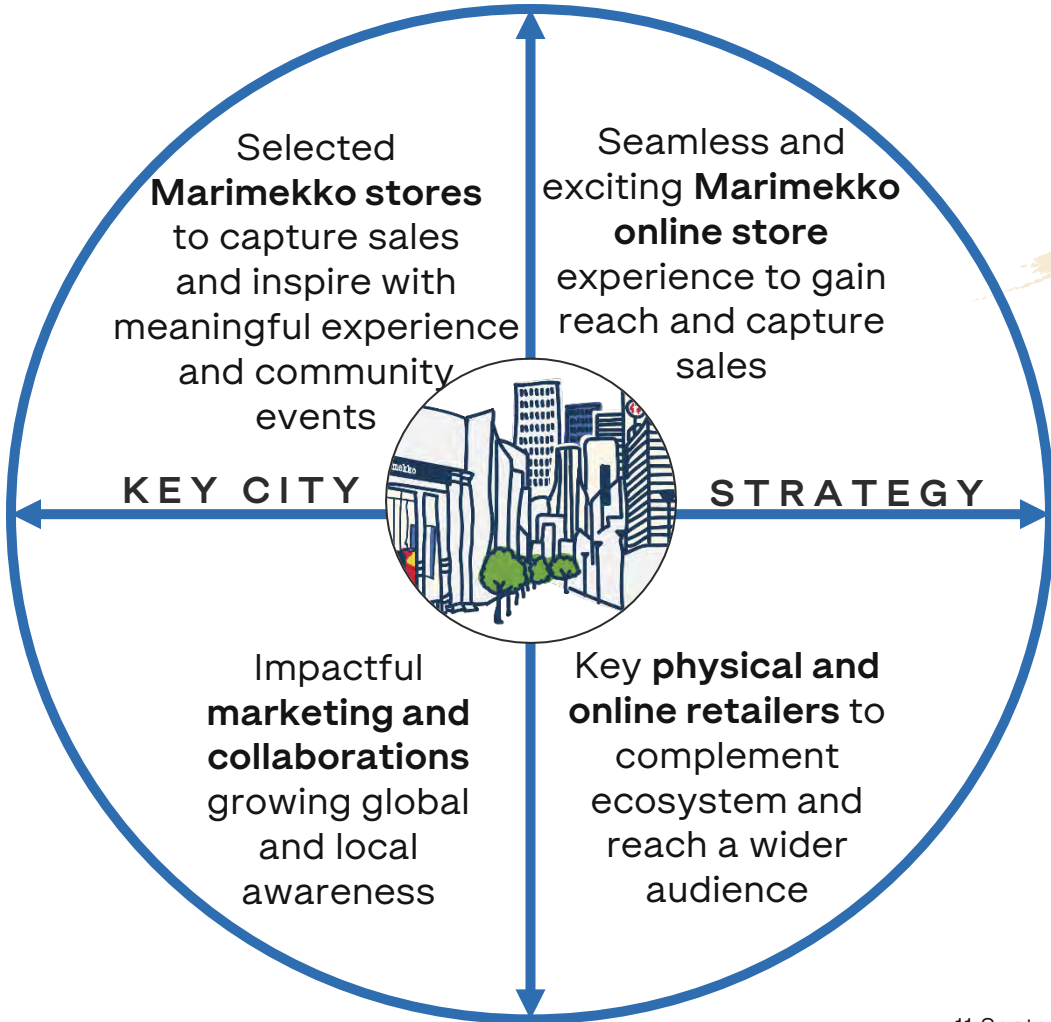 Selected
Marimekko stores
to capture sales
and inspire with
meaningful experience
and community
events
Seamless and
exciting Marimekko
online store
experience to gain
reach and capture
sales
KEY CITY
STRATEGY
mekko
Impactful
marketing and
collaborations
growing global
and local
awareness
Key physical and
online retailers to
complement
ecosystem and
reach a wider
audience